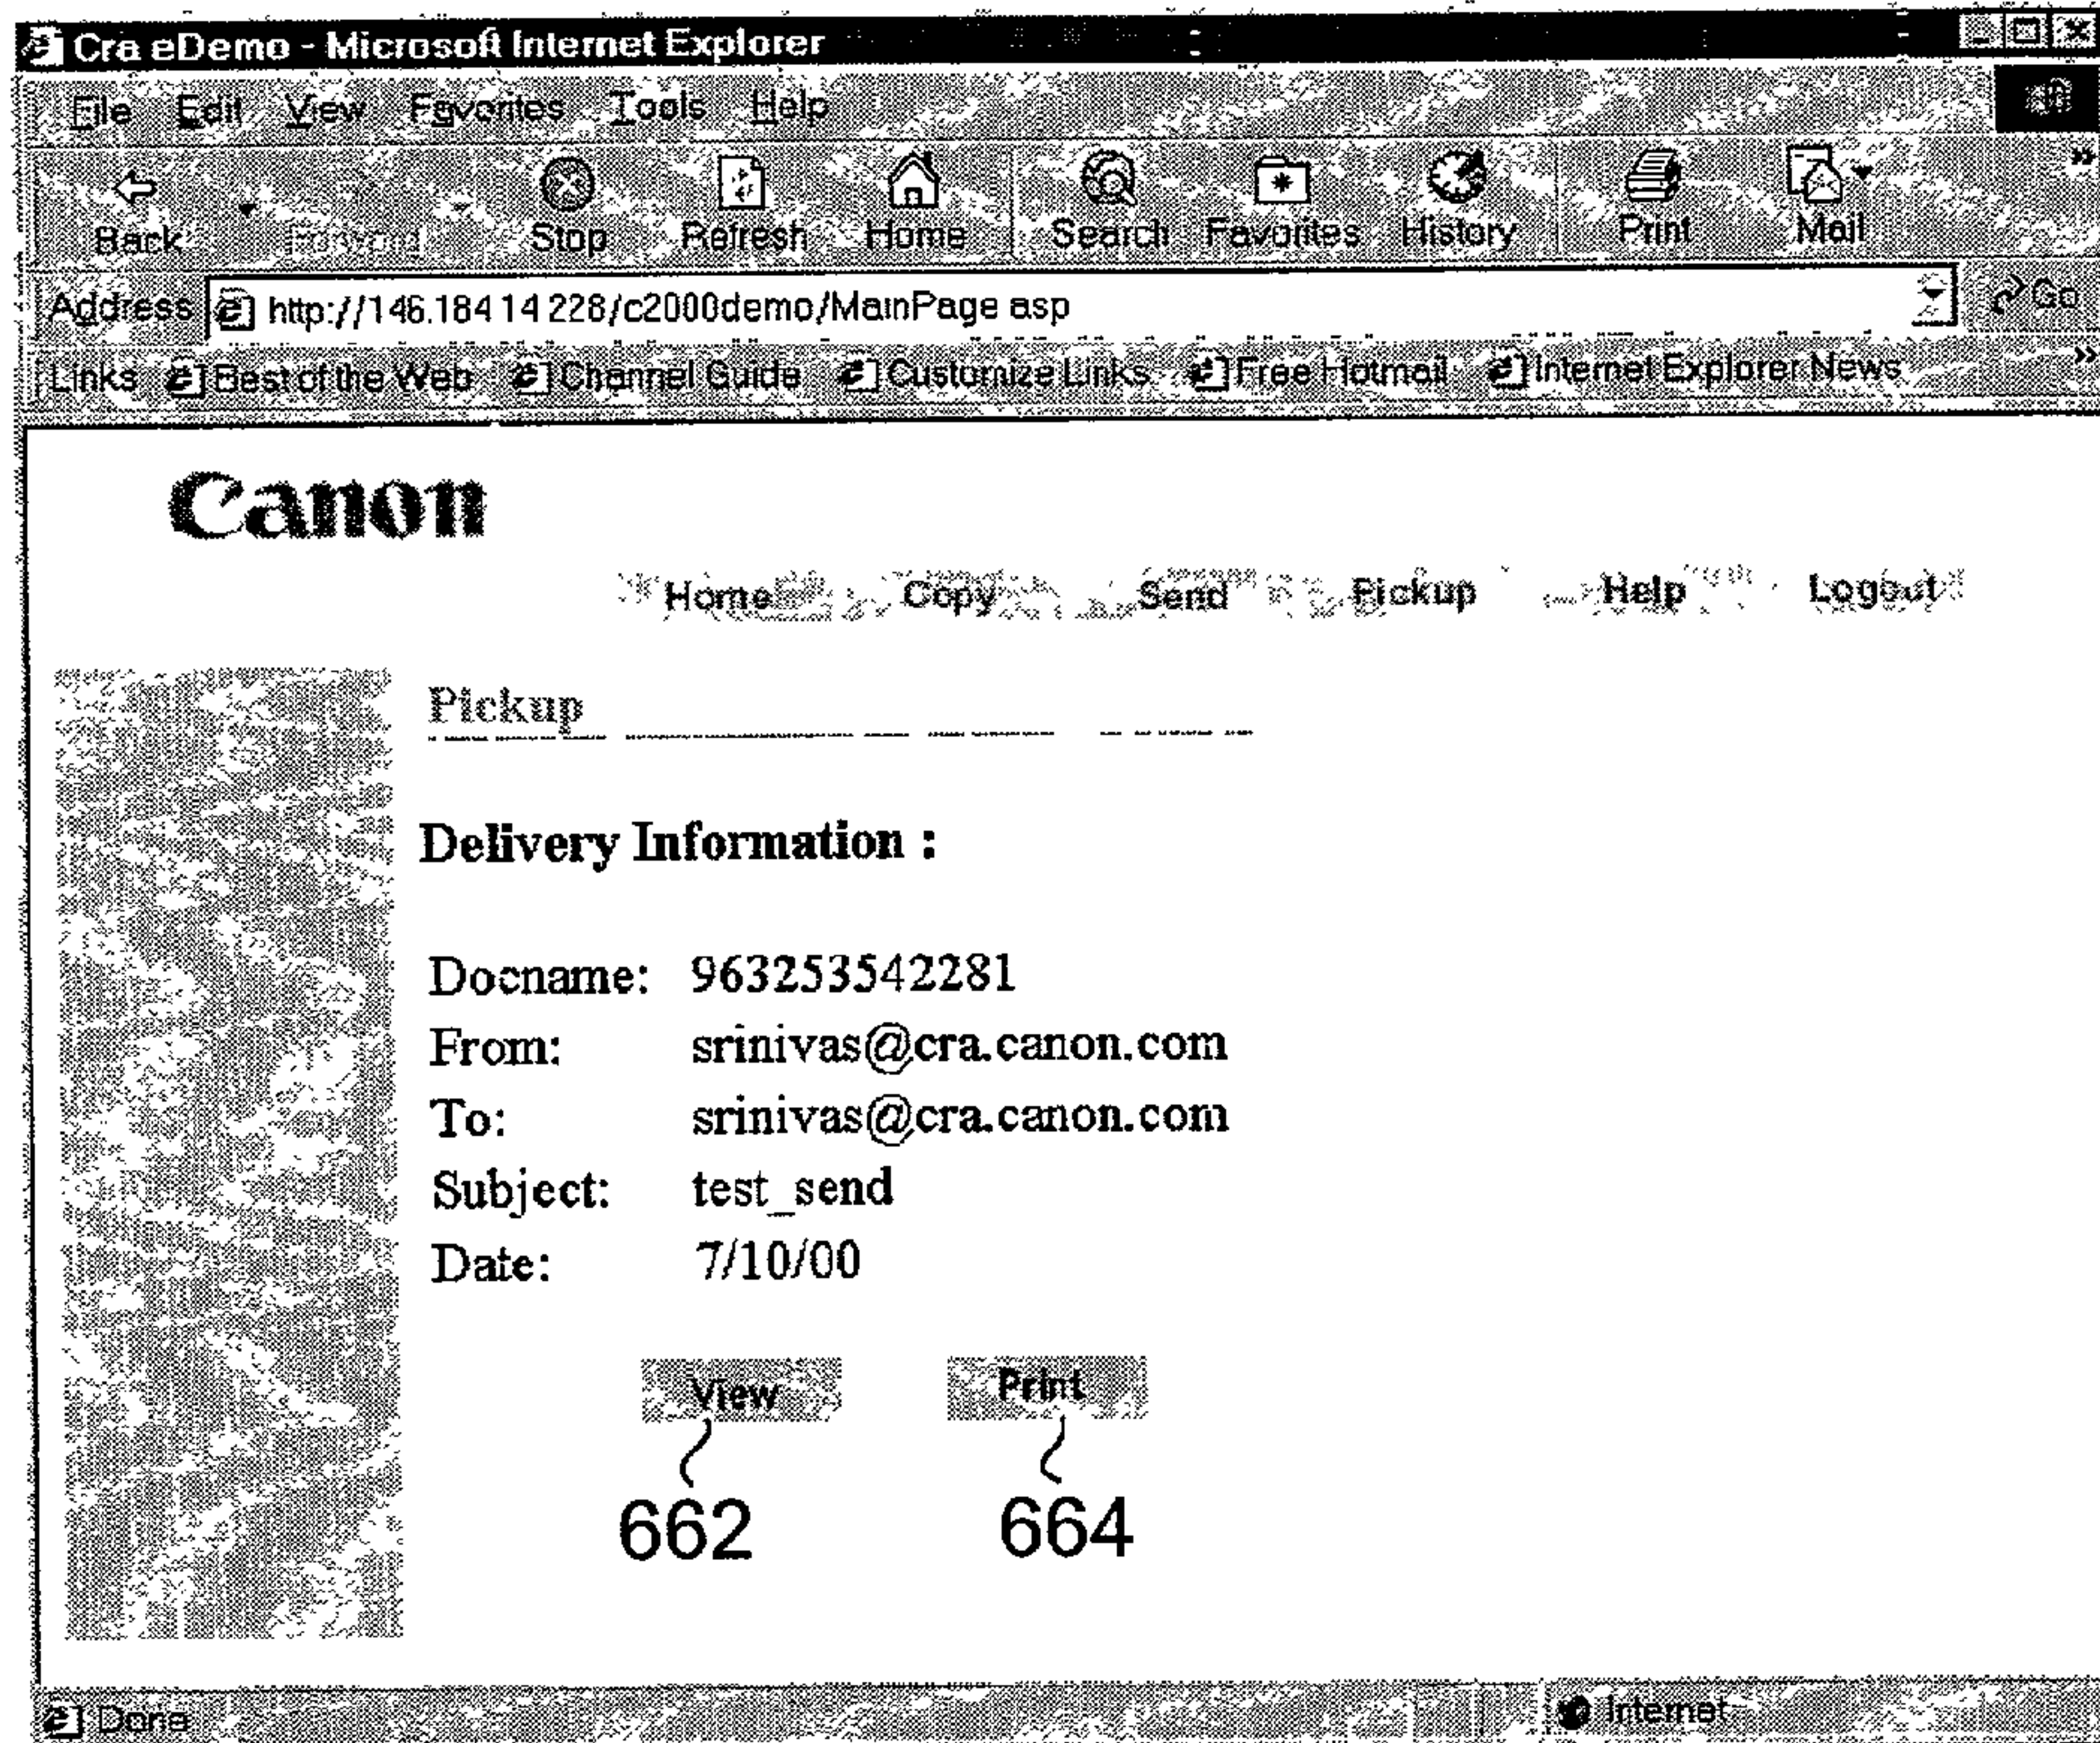 Cra eDemo - Microsoft Internet Explorer
File Edit View Favorites Tools Help
Back Forward Stop Refresh Home Search Favorites History Print Mail
Address http://146.184 14 228/c2000demo/MainPage asp Go
Links Best of the Web Channel Guide Customize Links Free Hotmail Internet Explorer News
Canon
Home Copy Send Pickup Help Logout
Pickup
Delivery Information :
Docname: 963253542281
From: srinivas@cra.canon.com
To: srinivas@cra.canon.com
Subject: test_send
Date: 7/10/00
View Print
662 664
Done Internet